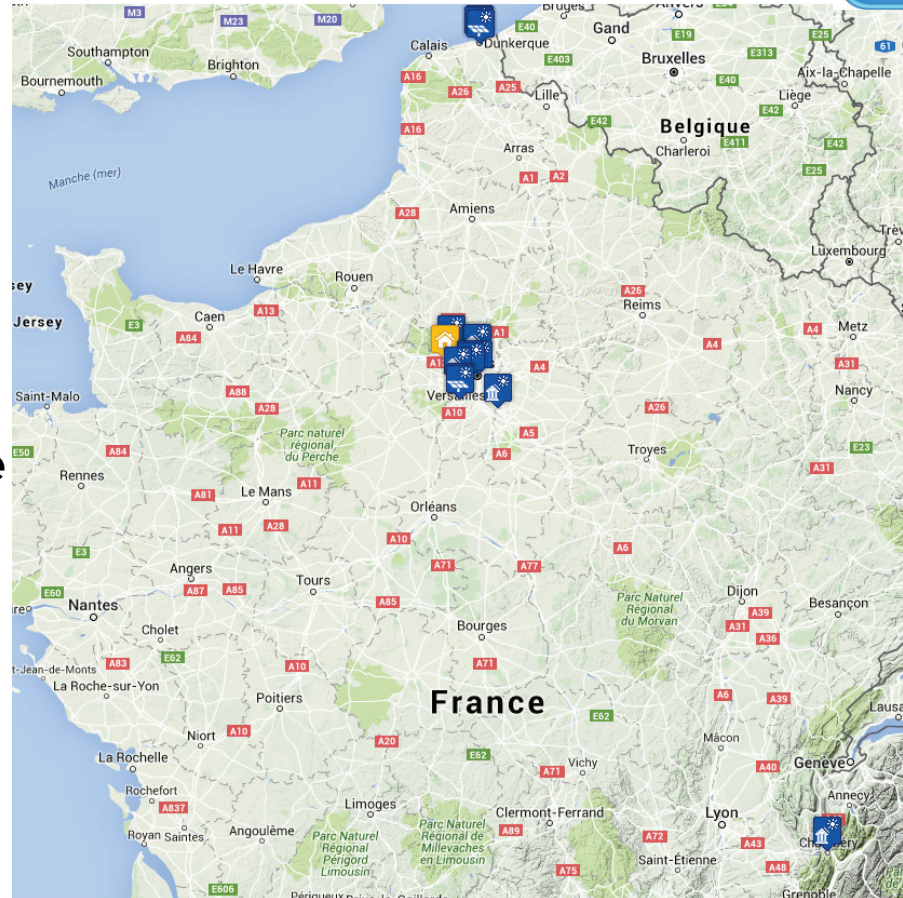 M3
M23
M20
E40
Bruges
Anvers
E34
E25
Southampton
Brighton
Bournemouth
Calais
Dunkerque
Gand
E19
E313
61
E403
Bruxelles
E40
Aix-la-Chapelle
A16
A26
A25
Lille
Liège
E42
A16
E42
Belgique
E411
E42
Charleroi
E25
Arras
Manche (mer)
A1
A2
A28
Amiens
Luxembourg
Le Havre
Rouen
sey
Jersey
A26
Reims
Caen
A13
E3
A84
A1
A4
Metz
A4
A31
A13
A4
A88
Nancy
Saint-Malo
Versailles
A28
A10
A26
A5
Parc naturel
régional
du Perche
E50
A84
A6
Troyes
E23
A31
e
Rennes
A81
Le Mans
A11
Orléans
A11
A28
A10
A6
E3
A71
A77
Angers
E60
A87
A85
Tours
A85
Parc Naturel
Régional
du Morvan
Dijon
A39
Besançon
Nantes
A31
A36
Cholet
Bourges
A83
E62
A10
A71
t-Jean-de-Monts
La Roche-sur-Yon
Poitiers
France
A6
A39
E62
Niort
A10
A20
Mâcon
La Rochelle
E62
A71
Vichy
A40
Genève
Rochefort
A837
Annecy
Limoges
Clermont-Ferrand
Lyon
Royan
Saintes
Angoulême
Parc Naturel
Régional
Périgord
Limousin
Parc Naturel
Régional de
Millevaches
en Limousin
A89
A72
A43
Saint-Étienne
A75
A48
E606
Grenoble